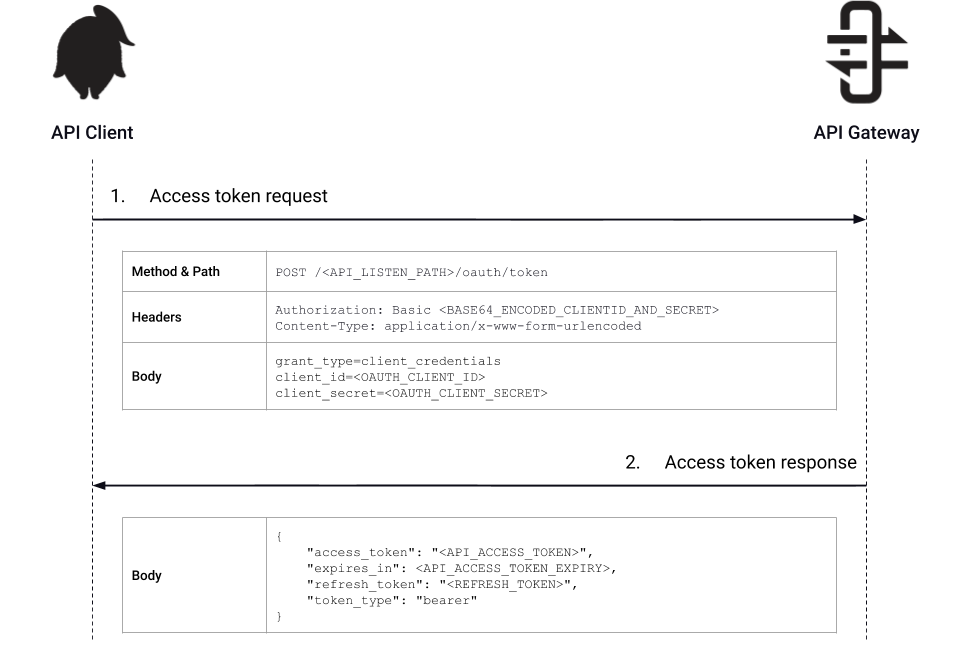 API Client
API Gateway
1. Access token request
Method & Path
POST /<API_LISTEN_PATH>/oauth/token
Headers
Authorization: Basic <BASE64_ENCODED_CLIENTID_AND_SECRET>
Content-Type: application/x-www-form-urlencoded
Body
grant_type=client_credentials
client_id=<OAUTH_CLIENT_ID>
client_secret=<OAUTH_CLIENT_SECRET>
2. Access token response
Body
{
"access_token": "<API_ACCESS_TOKEN>",
"expires_in": <API_ACCESS_TOKEN_EXPIRY>,
"refresh_token": "<REFRESH_TOKEN>",
"token_type": "bearer"
}